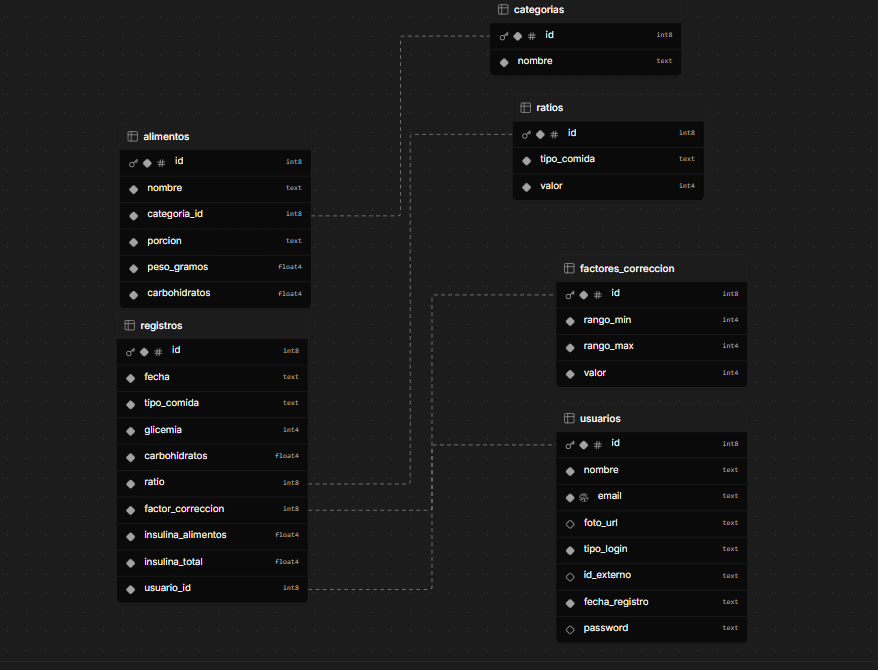 categorias
id int8
nombre text
ratios
id int8
tipo_comida text
valor int4
alimentos
id int8
nombre text
categoria_id int8
porcion text
peso_gramos float4
carbohidratos float4
registros
id int8
fecha text
tipo_comida text
glicemia int4
carbohidratos float4
ratio int8
factor_correccion int8
insulina_alimentos float4
insulina_total float4
usuario_id int8
factores_correccion
id int8
rango_min int4
rango_max int4
valor int4
usuarios
id int8
nombre text
email text
foto_url text
tipo_login text
id_externo text
fecha_registro text
password text